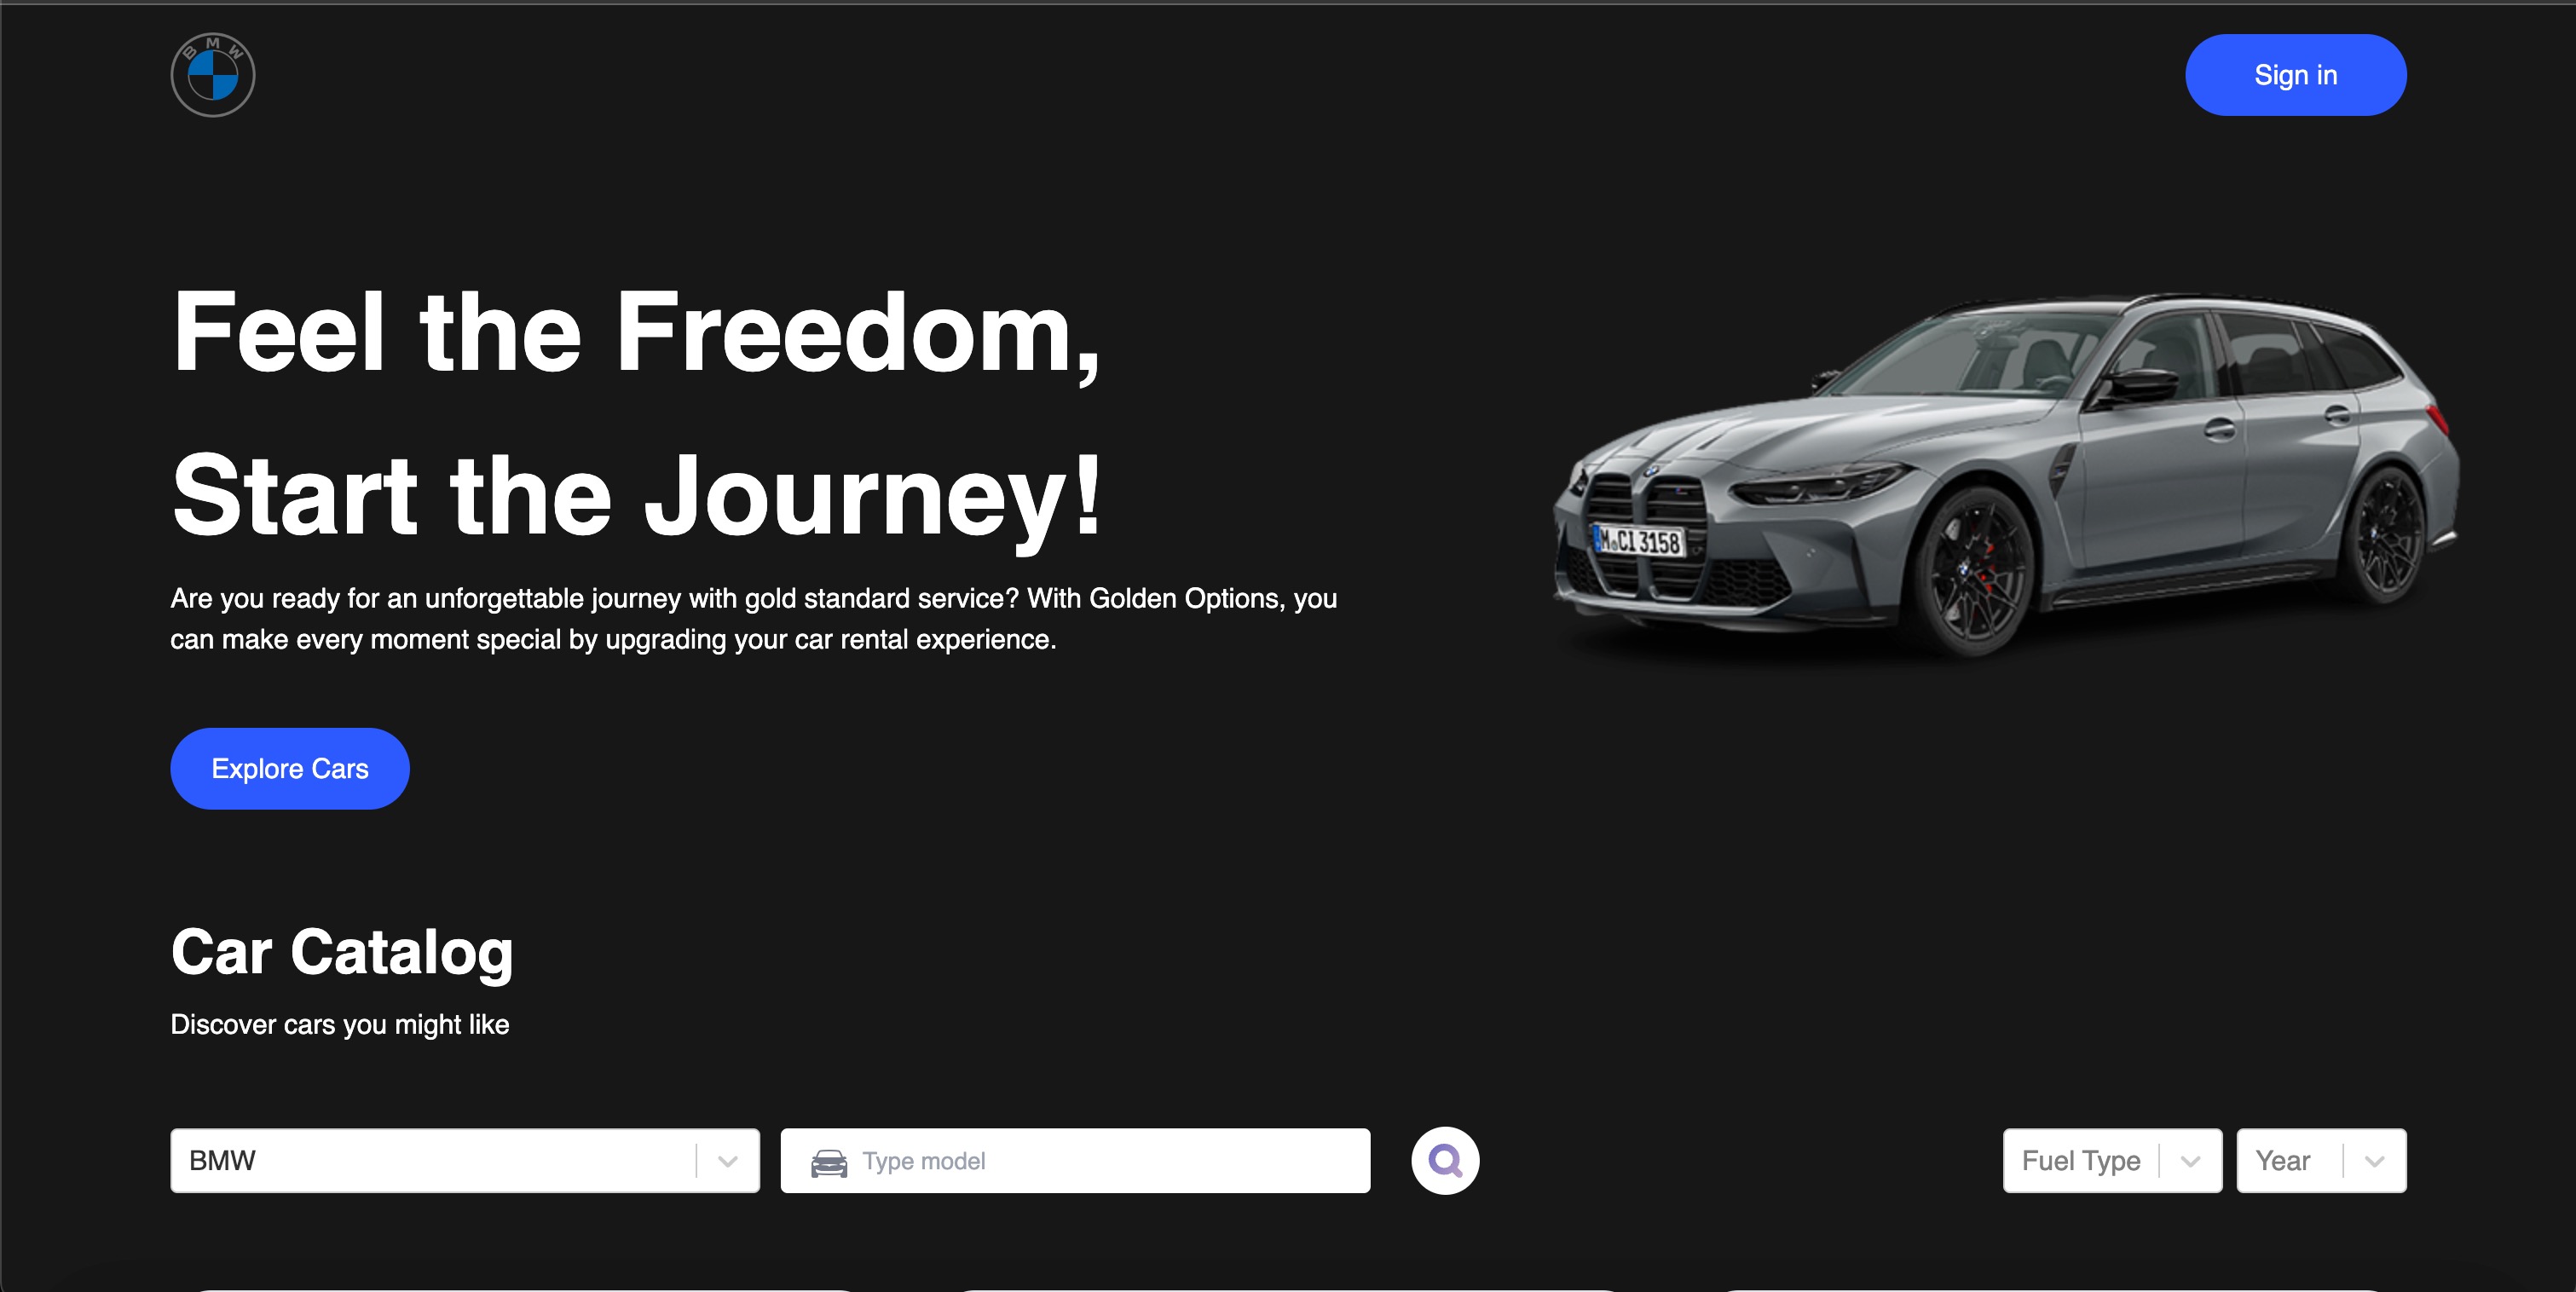 BMW
Sign in
Feel the Freedom,
Start the Journey!
M CI 3158
Are you ready for an unforgettable journey with gold standard service? With Golden Options, you
can make every moment special by upgrading your car rental experience.
Explore Cars
Car Catalog
Discover cars you might like
BMW
Type model
Fuel Type
Year